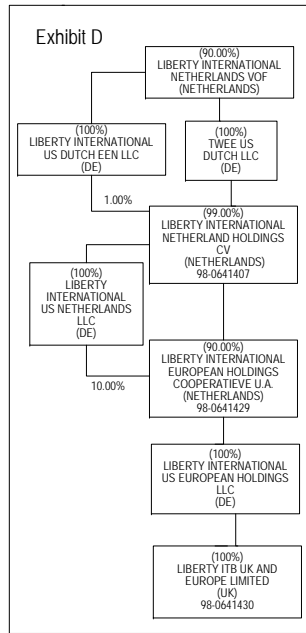 Exhibit D
(90.00%)
LIBERTY INTERNATIONAL
NETHERLANDS VOF
(NETHERLANDS)
(100%)
LIBERTY INTERNATIONAL
US DUTCH EEN LLC
(DE)
(100%)
TWEE US
DUTCH LLC
(DE)
1.00%
(99.00%)
LIBERTY INTERNATIONAL
NETHERLAND HOLDINGS
CV
(NETHERLANDS)
98-0641407
(100%)
LIBERTY
INTERNATIONAL
US NETHERLANDS
LLC
(DE)
10.00%
(90.00%)
LIBERTY INTERNATIONAL
EUROPEAN HOLDINGS
COOPERATIEVE U.A.
(NETHERLANDS)
98-0641429
(100%)
LIBERTY INTERNATIONAL
US EUROPEAN HOLDINGS
LLC
(DE)
(100%)
LIBERTY ITB UK AND
EUROPE LIMITED
(UK)
98-0641430